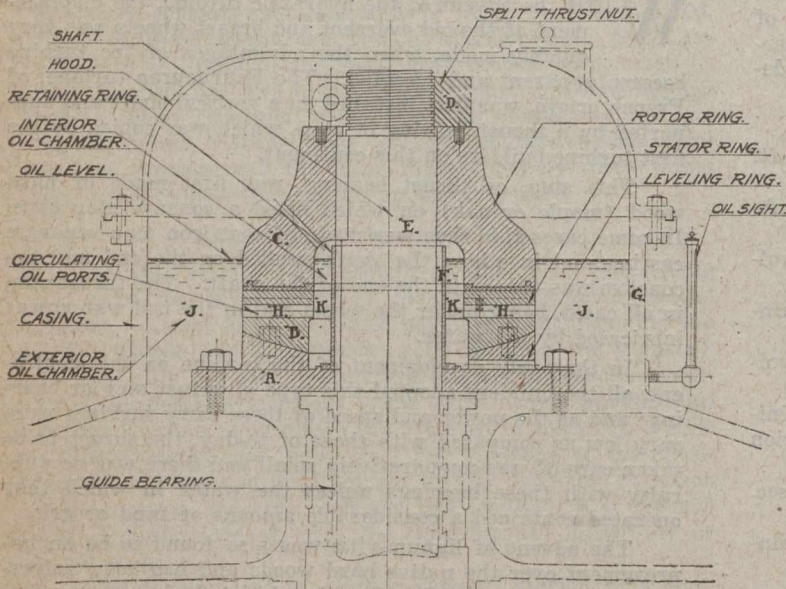 SPLIT THRUST NUT.
SHAFT.
HOOD.
RETAINING RING.
INTERIOR
OIL CHAMBER.
OIL LEVEL.
CIRCULATING-
OIL PORTS.
CASING.
EXTERIOR
OIL CHAMBER.
GUIDE BEARING.
ROTOR RING.
STATOR RING.
LEVELING RING.
OIL SIGHT.
D.
E.
C.
F.
G.
J.
H.
K
K
H.
J.
A.